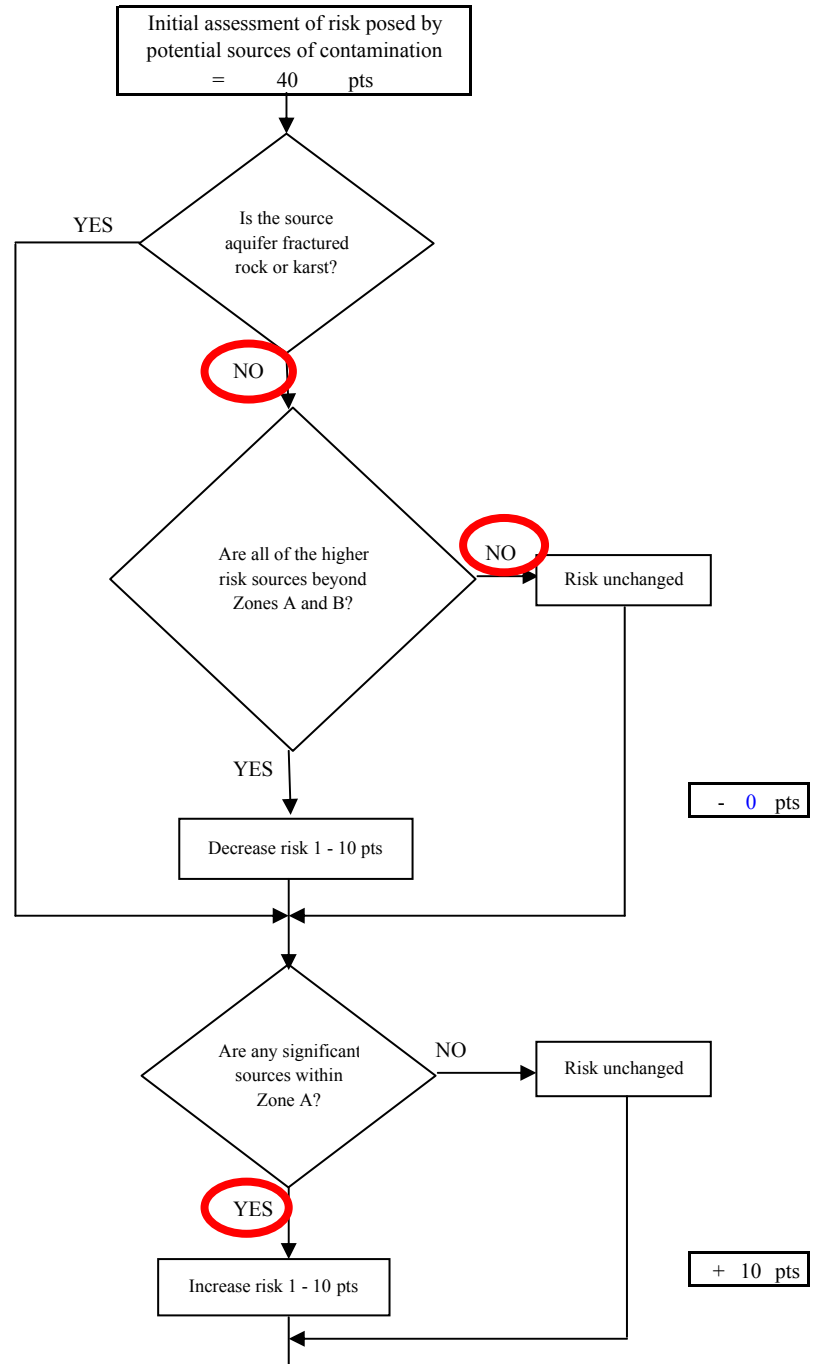 Initial assessment of risk posed by
potential sources of contamination
= 40 pts
YES
Is the source
aquifer fractured
rock or karst?
NO
Are all of the higher
risk sources beyond
Zones A and B?
NO
Risk unchanged
YES
- 0 pts
Decrease risk 1 - 10 pts
Are any significant
sources within
Zone A?
NO
Risk unchanged
YES
+ 10 pts
Increase risk 1 - 10 pts